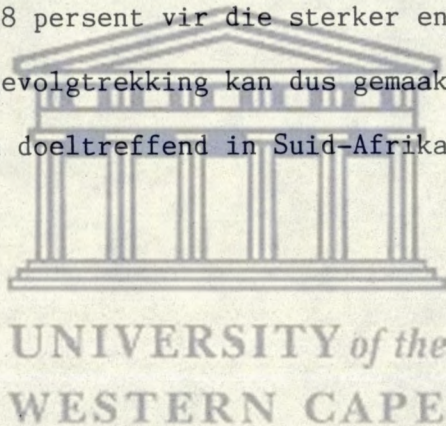 8 persent vir die sterker en
evolgtrekking kan dus gemaak
doeltreffend in Suid-Afrika
UNIVERSITY of the
WESTERN CAPE